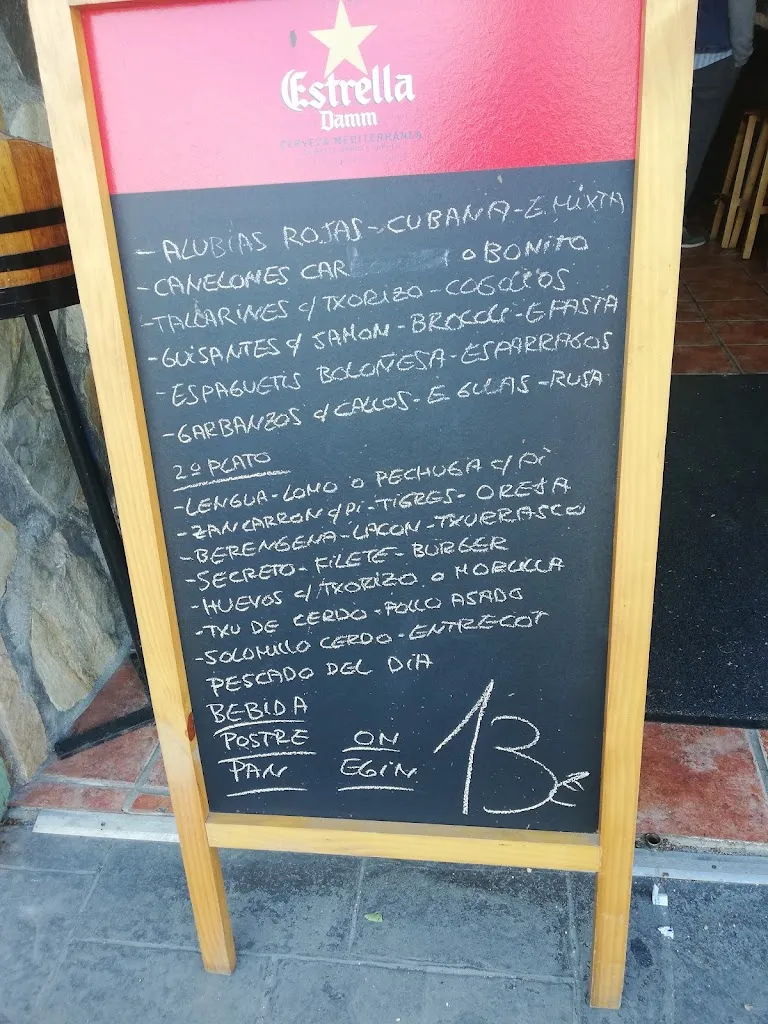 Estrella
Damm
CERVEZA MEDITERRÁNEA
- ALUBIAS ROJAS - CUBANA - E. MIXTA
- CANELONES CAR o BONITO
- TALLARINES c/ TXORIZO - COGOLLOS
- GUISANTES c/ JAMON - BROCOLI - E PASTA
- ESPAGUETIS BOLOÑESA - ESPARRAGOS
- GARBANZOS c/ CALLOS - E. GULAS - RUSA
2º PLATO
- LENGUA - LOMO o PECHUGA c/ Pi
- ZANCARRON c/ Pi - TIGRES - OREJA
- BERENGENA - LACON - TXURRASCO
- SECRETO - FILETE - BURGER
- HUEVOS c/ TXORIZO o MORCILLA
- TXU DE CERDO - POLLO ASADO
- SOLOMILLO CERDO - ENTRECOT
PESCADO DEL DIA
BEBIDA
POSTRE ON
PAN EGIN
13€